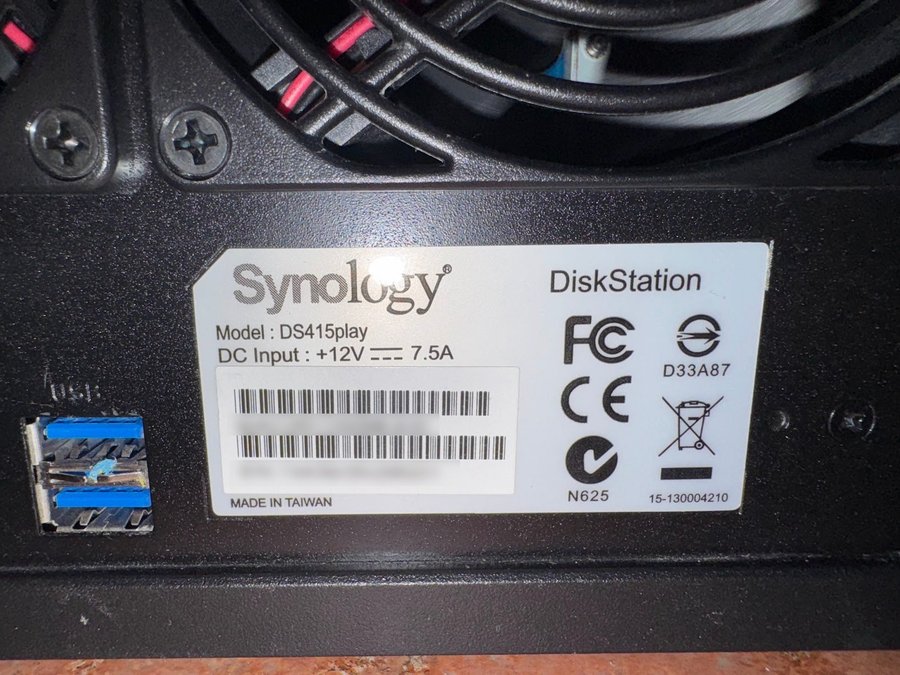 Synology®
DiskStation
Model : DS415play
DC Input : +12V 7.5A
FC
D33A87
CE
N625
15-130004210
MADE IN TAIWAN